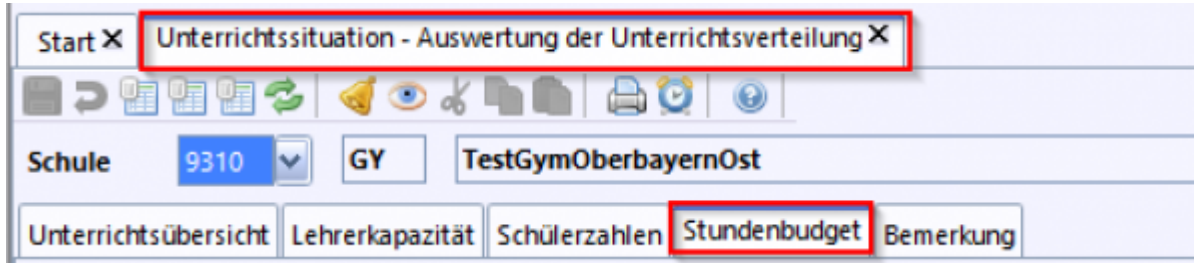 Start Unterrichtssituation - Auswertung der Unterrichtsverteilung
Schule 9310 GY TestGymOberbayernOst
Unterrichtsübersicht Lehrerkapazität Schülerzahlen Stundenbudget Bemerkung